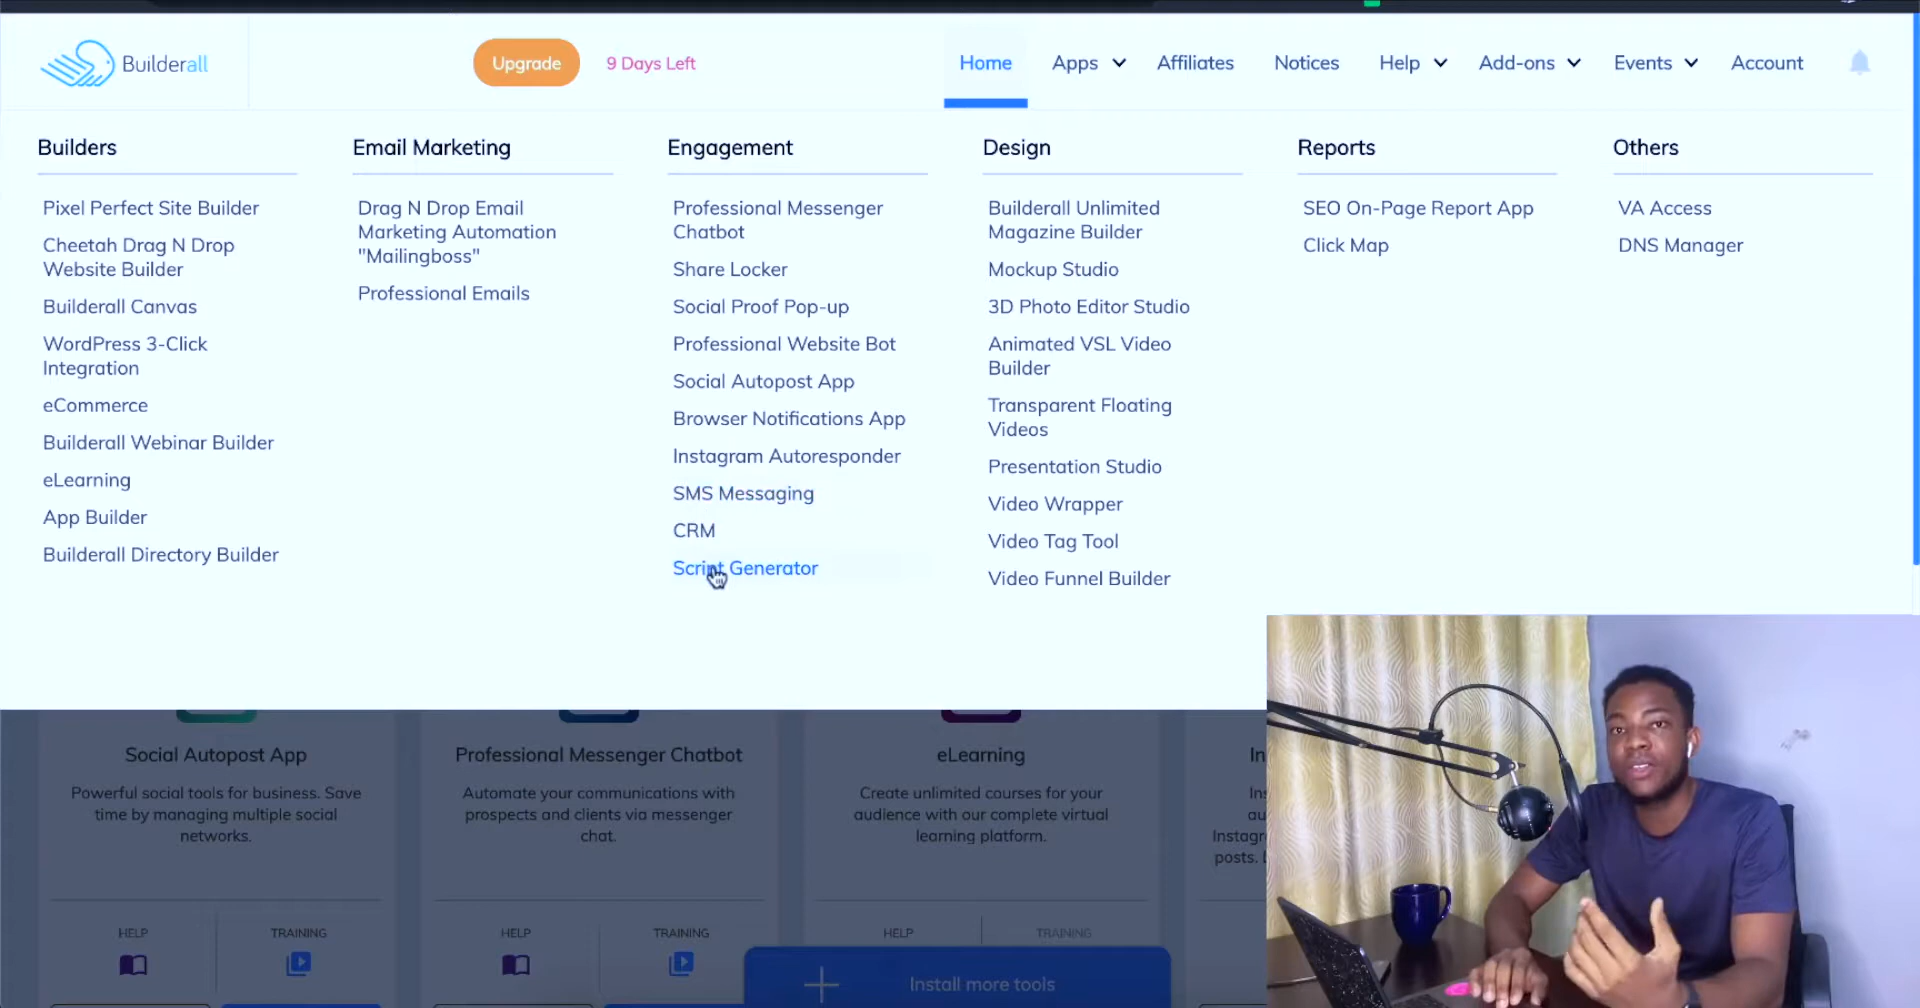 Builderall
Upgrade
9 Days Left
Home
Apps
Affiliates
Notices
Help
Add-ons
Events
Account
Builders
Pixel Perfect Site Builder
Cheetah Drag N Drop
Website Builder
Builderall Canvas
WordPress 3-Click
Integration
eCommerce
Builderall Webinar Builder
eLearning
App Builder
Builderall Directory Builder
Email Marketing
Drag N Drop Email
Marketing Automation
"Mailingboss"
Professional Emails
Engagement
Professional Messenger
Chatbot
Share Locker
Social Proof Pop-up
Professional Website Bot
Social Autopost App
Browser Notifications App
Instagram Autoresponder
SMS Messaging
CRM
Script Generator
Design
Builderall Unlimited
Magazine Builder
Mockup Studio
3D Photo Editor Studio
Animated VSL Video
Builder
Transparent Floating
Videos
Presentation Studio
Video Wrapper
Video Tag Tool
Video Funnel Builder
Reports
SEO On-Page Report App
Click Map
Others
VA Access
DNS Manager
Social Autopost App
Powerful social tools for business. Save
time by managing multiple social
networks.
HELP
TRAINING
Professional Messenger Chatbot
Automate your communications with
prospects and clients via messenger
chat.
HELP
TRAINING
eLearning
Create unlimited courses for your
audience with our complete virtual
learning platform.
HELP
TRAINING
posts.
Install more tools